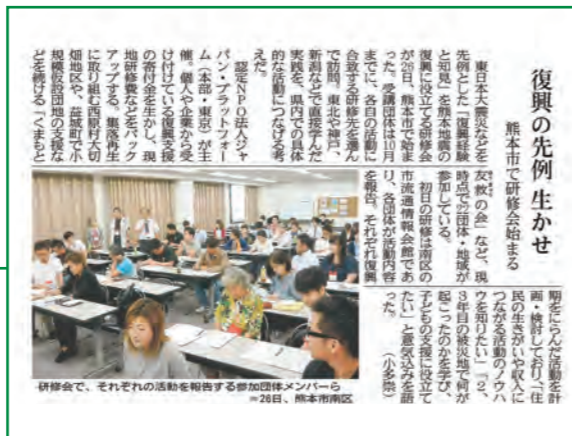 復興の先例 生かせ
熊本市で研修会始まる
東日本大震災などを
先例とした「復興経験
と知見」を熊本地震の
復興に役立てる研修会
が26日、熊本市で始ま
った。受講団体は10月
までに、各自の活動に
合致する研修先を選ん
で訪問。東北や神戸、
新潟などで直接学んだ
実践を、県内での具体
的な活動につなげる考
えだ。
認定NPO法人ジャ
パン・プラットフォー
ム(本部・東京)が主
催。個人や企業から受
け付けている復興支援
の寄付金を生かし、現
地研修費などをバック
アップする。集落再生
に取り組む西原村大切
畑地区や、益城町で小
規模仮設団地の支援な
どを続ける「くまもと
友救の会」など、現
時点で22団体・地域が
参加している。
初日の研修は南区の
市流通情報会館であ
り、各団体が活動内容
を報告。それぞれ復興
期をにらんだ活動を計
画・検討しており、「住
民の生きがいや収入に
つながる活動のノウハ
ウを知りたい」「2、
3年目の被災地で何が
起こったのかを学び、
子どもの支援に役立て
たい」と意気込みを語
った。(小多崇)
研修会で、それぞれの活動を報告する参加団体メンバーら
=26日、熊本市南区